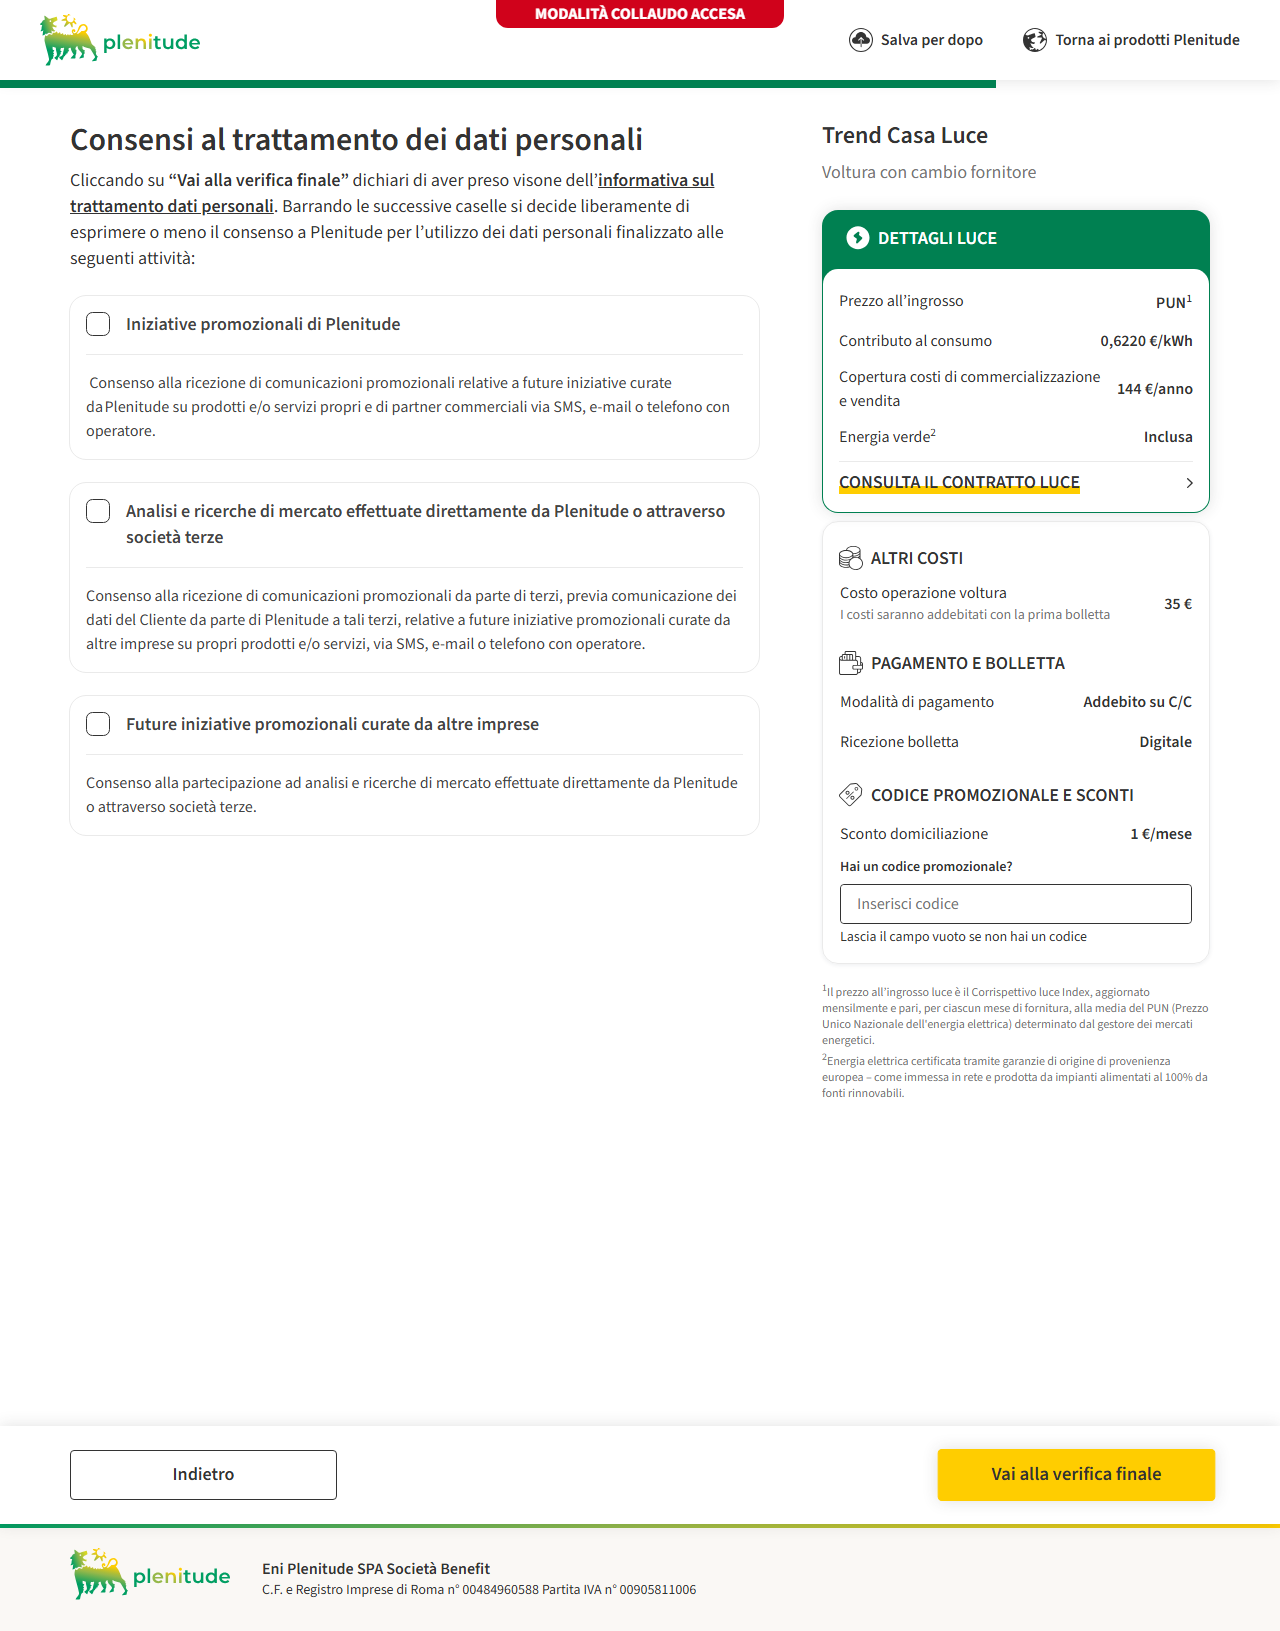 MODALITÀ COLLAUDO ACCESA
plenitude
Salva per dopo
Torna ai prodotti Plenitude
Consensi al trattamento dei dati personali
Cliccando su “Vai alla verifica finale” dichiari di aver preso visone dell’informativa sul
trattamento dati personali. Barrando le successive caselle si decide liberamente di
esprimere o meno il consenso a Plenitude per l’utilizzo dei dati personali finalizzato alle
seguenti attività:
Iniziative promozionali di Plenitude
Consenso alla ricezione di comunicazioni promozionali relative a future iniziative curate
da Plenitude su prodotti e/o servizi propri e di partner commerciali via SMS, e-mail o telefono con
operatore.
Analisi e ricerche di mercato effettuate direttamente da Plenitude o attraverso
società terze
Consenso alla ricezione di comunicazioni promozionali da parte di terzi, previa comunicazione dei
dati del Cliente da parte di Plenitude a tali terzi, relative a future iniziative promozionali curate da
altre imprese su propri prodotti e/o servizi, via SMS, e-mail o telefono con operatore.
Future iniziative promozionali curate da altre imprese
Consenso alla partecipazione ad analisi e ricerche di mercato effettuate direttamente da Plenitude
o attraverso società terze.
Trend Casa Luce
Voltura con cambio fornitore
DETTAGLI LUCE
Prezzo all’ingrosso PUN¹
Contributo al consumo 0,6220 €/kWh
Copertura costi di commercializzazione
e vendita 144 €/anno
Energia verde² Inclusa
CONSULTA IL CONTRATTO LUCE
ALTRI COSTI
Costo operazione voltura 35 €
I costi saranno addebitati con la prima bolletta
PAGAMENTO E BOLLETTA
Modalità di pagamento Addebito su C/C
Ricezione bolletta Digitale
CODICE PROMOZIONALE E SCONTI
Sconto domiciliazione 1 €/mese
Hai un codice promozionale?
Inserisci codice
Lascia il campo vuoto se non hai un codice
¹Il prezzo all’ingrosso luce è il Corrispettivo luce Index, aggiornato
mensilmente e pari, per ciascun mese di fornitura, alla media del PUN (Prezzo
Unico Nazionale dell'energia elettrica) determinato dal gestore dei mercati
energetici.
²Energia elettrica certificata tramite garanzie di origine di provenienza
europea – come immessa in rete e prodotta da impianti alimentati al 100% da
fonti rinnovabili.
Indietro
Vai alla verifica finale
plenitude
Eni Plenitude SPA Società Benefit
C.F. e Registro Imprese di Roma n° 00484960588 Partita IVA n° 00905811006